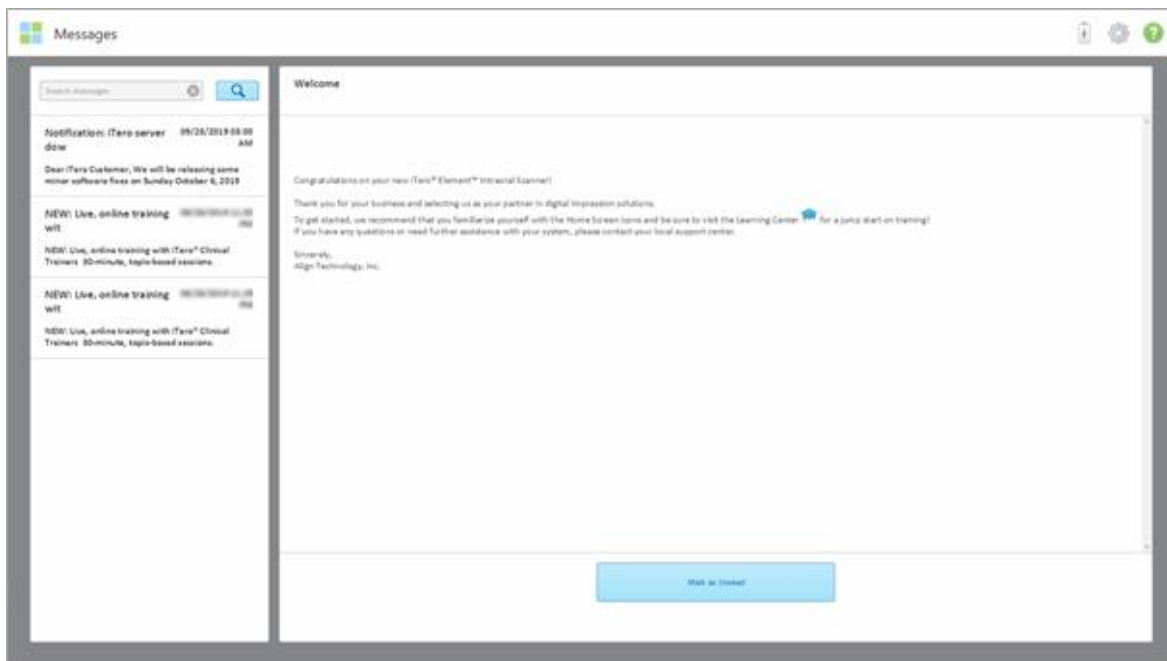 Messages
Search messages
Notification: iTero server 09/28/2019 03:00
dow AM
Dear iTero Customer, We will be releasing some
minor software fixes on Sunday October 6, 2019
NEW: Live, online training
wit
NEW: Live, online training with iTero® Clinical
Trainers 30-minute, topic-based sessions.
NEW: Live, online training
wit
NEW: Live, online training with iTero® Clinical
Trainers 30-minute, topic-based sessions.
Welcome
Congratulations on your new iTero® Element™ Intraoral Scanner!
Thank you for your business and selecting us as your partner in digital impression solutions.
To get started, we recommend that you familiarize yourself with the Home Screen icons and be sure to visit the Learning Center for a jump start on training!
If you have any questions or need further assistance with your system, please contact your local support center.
Sincerely,
Align Technology, Inc.
Mark as Unread